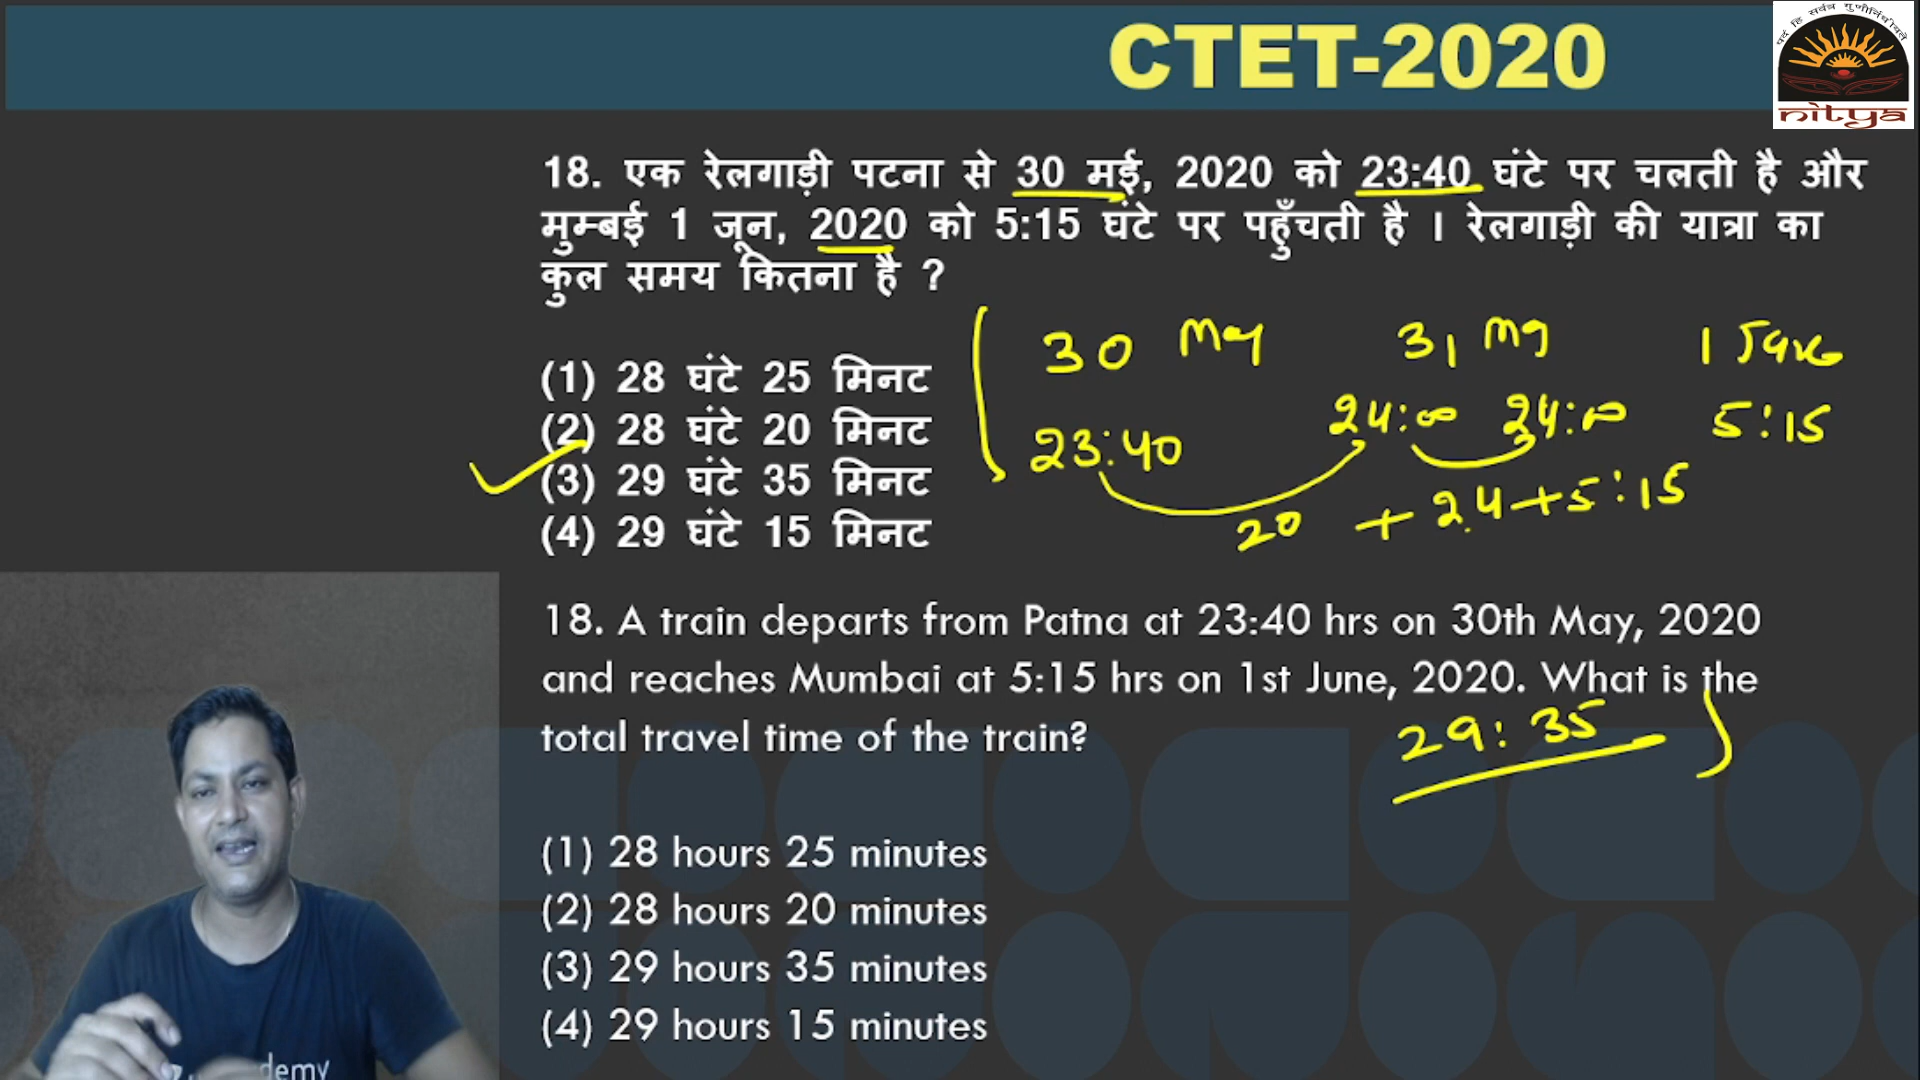 CTET-2020
पदं हि सर्वत्र गुणैर्निधीयते
nitya
18. एक रेलगाड़ी पटना से 30 मई, 2020 को 23:40 घंटे पर चलती है और
मुम्बई 1 जून, 2020 को 5:15 घंटे पर पहुँचती है । रेलगाड़ी की यात्रा का
कुल समय कितना है ?
30 May 31 May 1 June
(1) 28 घंटे 25 मिनट
24:00 24:00 5:15
(2) 28 घंटे 20 मिनट
23:40
(3) 29 घंटे 35 मिनट
20 + 24+5:15
(4) 29 घंटे 15 मिनट
18. A train departs from Patna at 23:40 hrs on 30th May, 2020
and reaches Mumbai at 5:15 hrs on 1st June, 2020. What is the
total travel time of the train?
29:35
(1) 28 hours 25 minutes
(2) 28 hours 20 minutes
(3) 29 hours 35 minutes
(4) 29 hours 15 minutes
demy